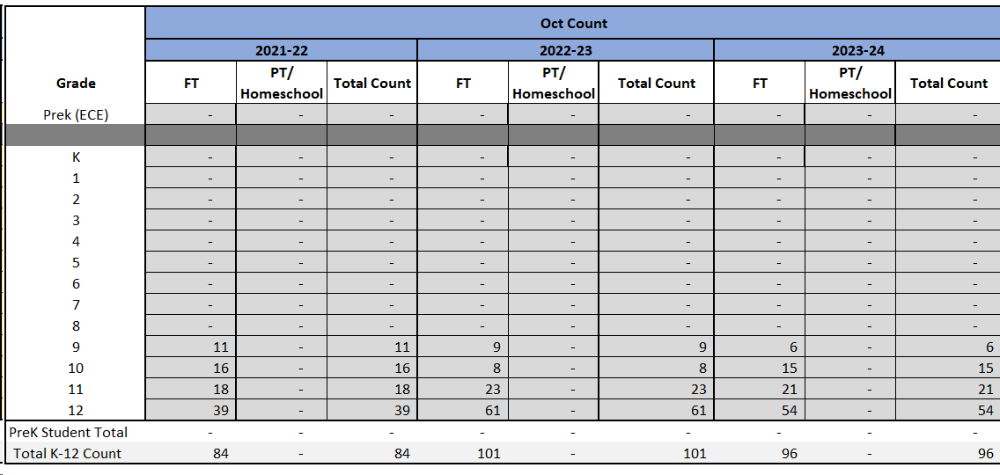 Oct Count
2021-22 2022-23 2023-24
Grade FT PT/ Homeschool Total Count FT PT/ Homeschool Total Count FT PT/ Homeschool Total Count
Prek (ECE) - - - - - - - - -
K - - - - - - - - -
1 - - - - - - - - -
2 - - - - - - - - -
3 - - - - - - - - -
4 - - - - - - - - -
5 - - - - - - - - -
6 - - - - - - - - -
7 - - - - - - - - -
8 - - - - - - - - -
9 11 - 11 9 - 9 6 - 6
10 16 - 16 8 - 8 15 - 15
11 18 - 18 23 - 23 21 - 21
12 39 - 39 61 - 61 54 - 54
PreK Student Total - - - - - - - - -
Total K-12 Count 84 - 84 101 - 101 96 - 96